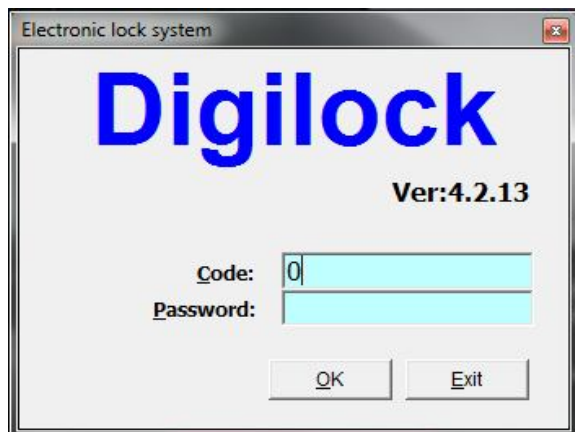 Electronic lock system
Digilock
Ver:4.2.13
Code: 0
Password:
OK Exit